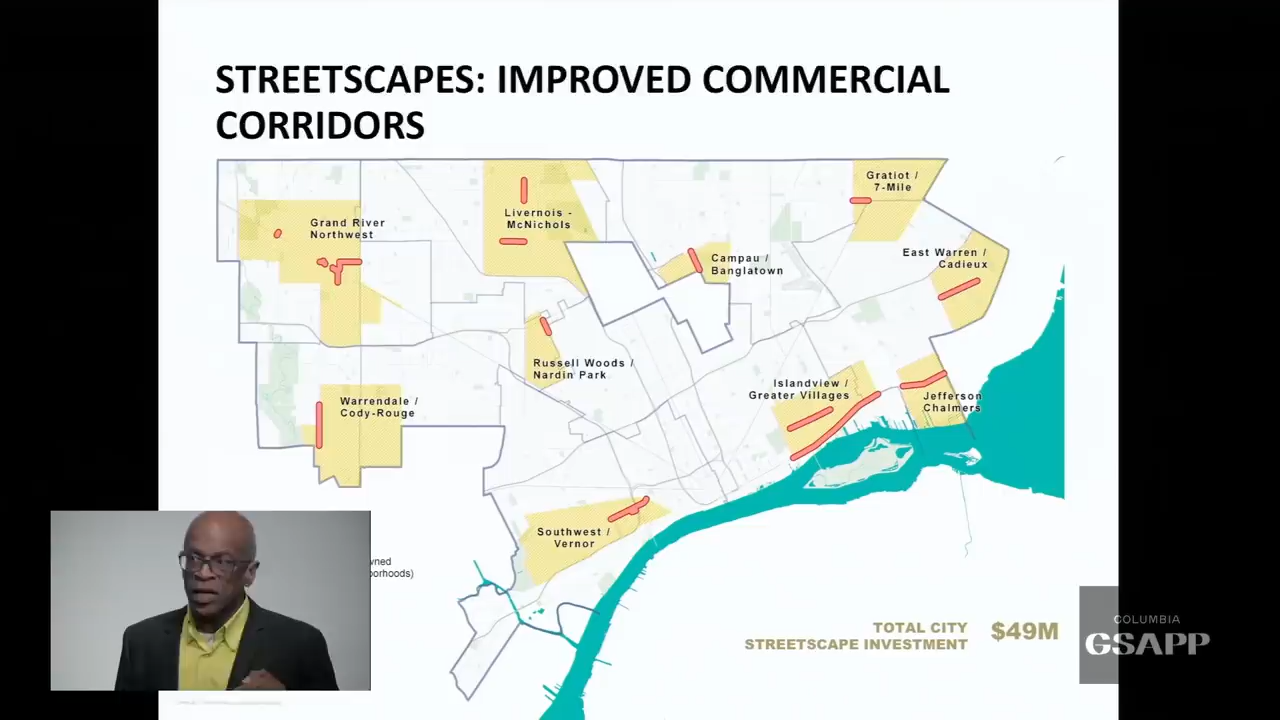 STREETSCAPES: IMPROVED COMMERCIAL
CORRIDORS
Gratiot /
7-Mile
Livernois -
McNichols
Grand River
Northwest
Campau /
Banglatown
East Warren /
Cadieux
Russell Woods /
Nardin Park
Islandview /
Greater Villages
Jefferson
Chalmers
Warrendale /
Cody-Rouge
Southwest /
Vernor
TOTAL CITY
STREETSCAPE INVESTMENT
$49M
COLUMBIA
GSAPP